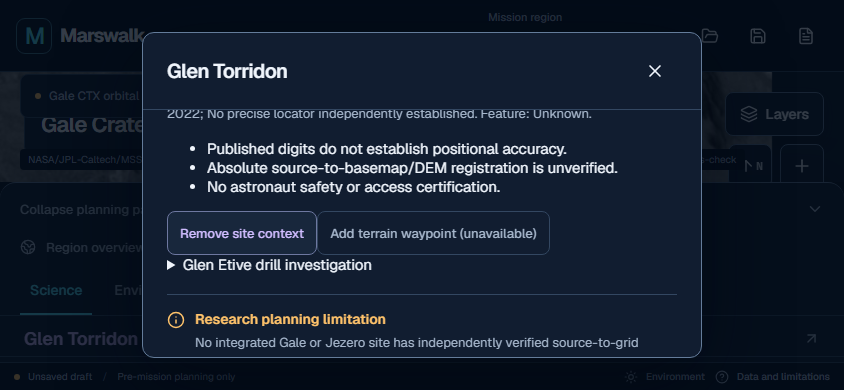 Mission region
M Marswalk
Glen Torridon
Gale CTX orbital
2022; No precise locator independently established. Feature: Unknown.
Gale Crate
Layers
Published digits do not establish positional accuracy.
NASA/JPL-Caltech/MSS
s-check
N
Absolute source-to-basemap/DEM registration is unverified.
No astronaut safety or access certification.
Collapse planning pa
Remove site context
Add terrain waypoint (unavailable)
Region overview
Glen Etive drill investigation
Science
Envi
Research planning limitation
Glen Torridon
No integrated Gale or Jezero site has independently verified source-to-grid
Unsaved draft / Pre-mission planning only
Environment
Data and limitations